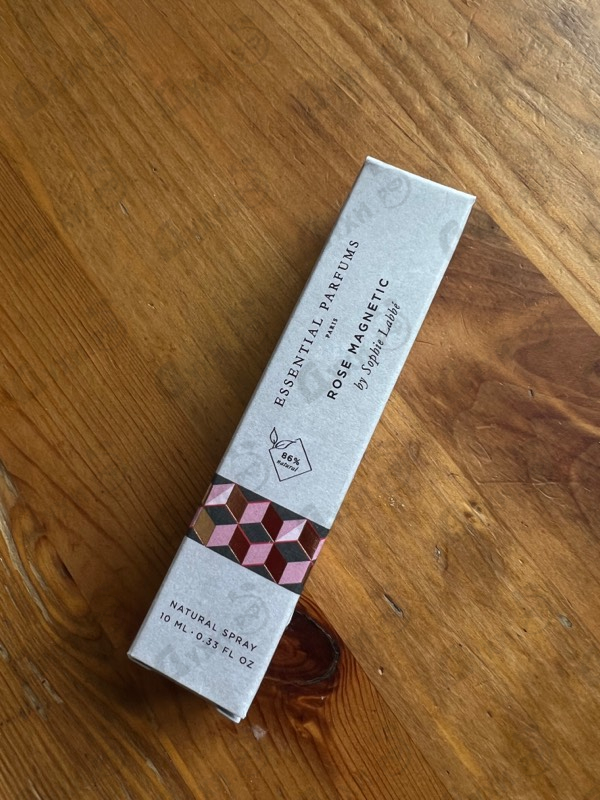 ESSENTIAL PARFUMS
PARIS
ROSE MAGNETIC
by Sophie Labbé
86%
natural
NATURAL SPRAY
10 ML · 0.33 FL OZ